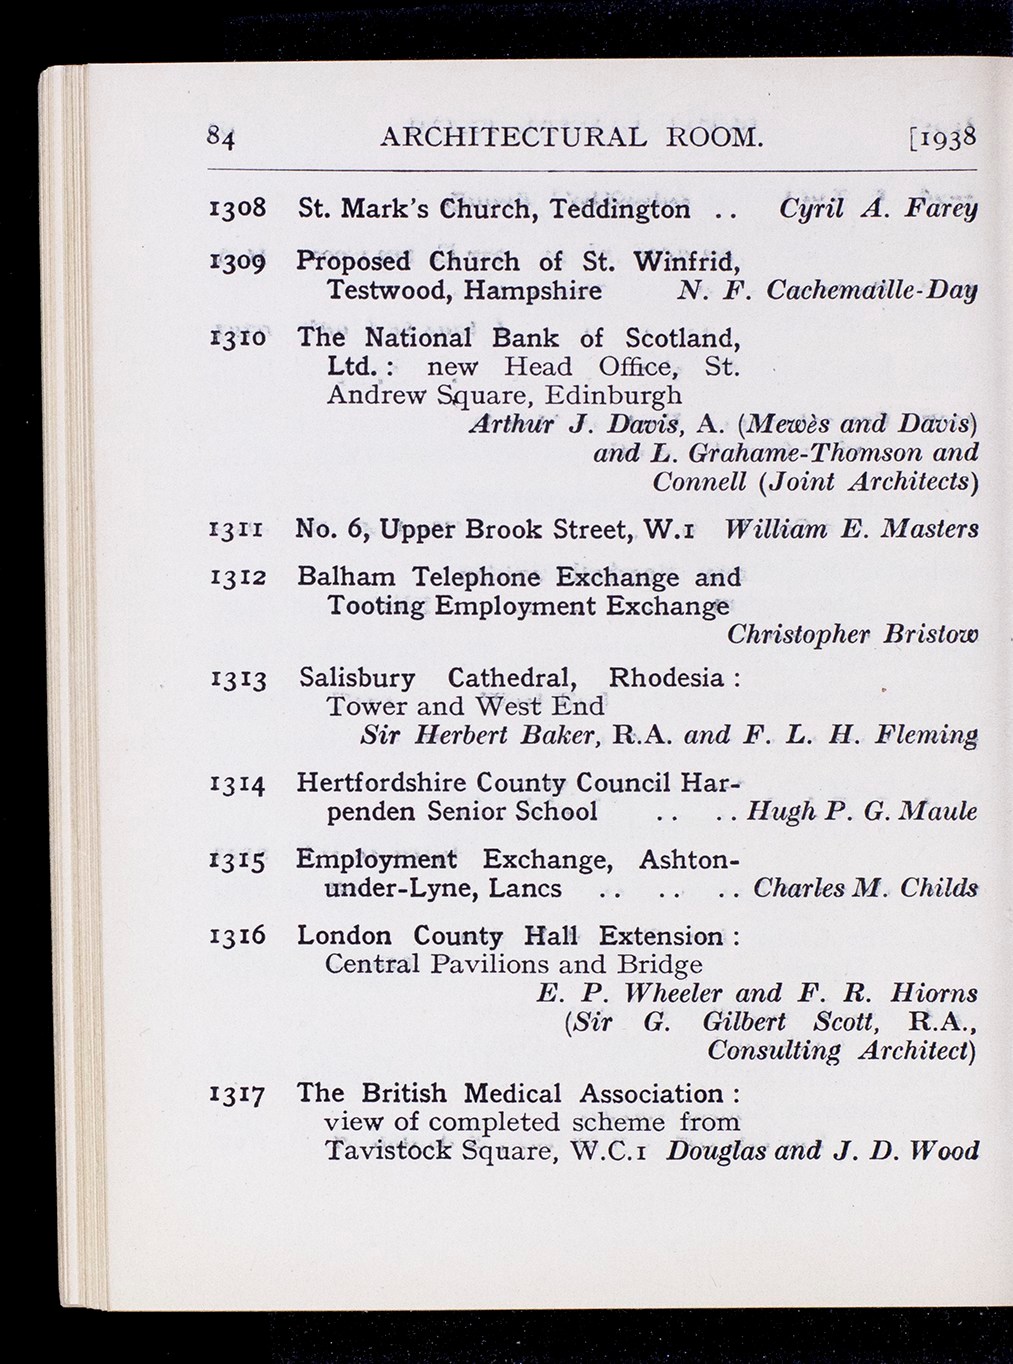 84 ARCHITECTURAL ROOM. [1938
1308 St. Mark's Church, Teddington .. Cyril A. Farey
1309 Proposed Church of St. Winfrid,
Testwood, Hampshire N. F. Cachemaille-Day
1310 The National Bank of Scotland,
Ltd. : new Head Office, St.
Andrew Square, Edinburgh
Arthur J. Davis, A. (Mewès and Davis)
and L. Grahame-Thomson and
Connell (Joint Architects)
1311 No. 6, Upper Brook Street, W.1 William E. Masters
1312 Balham Telephone Exchange and
Tooting Employment Exchange
Christopher Bristow
1313 Salisbury Cathedral, Rhodesia :
Tower and West End
Sir Herbert Baker, R.A. and F. L. H. Fleming
1314 Hertfordshire County Council Har-
penden Senior School .. .. Hugh P. G. Maule
1315 Employment Exchange, Ashton-
under-Lyne, Lancs .. .. .. Charles M. Childs
1316 London County Hall Extension :
Central Pavilions and Bridge
E. P. Wheeler and F. R. Hiorns
(Sir G. Gilbert Scott, R.A.,
Consulting Architect)
1317 The British Medical Association :
view of completed scheme from
Tavistock Square, W.C.1 Douglas and J. D. Wood